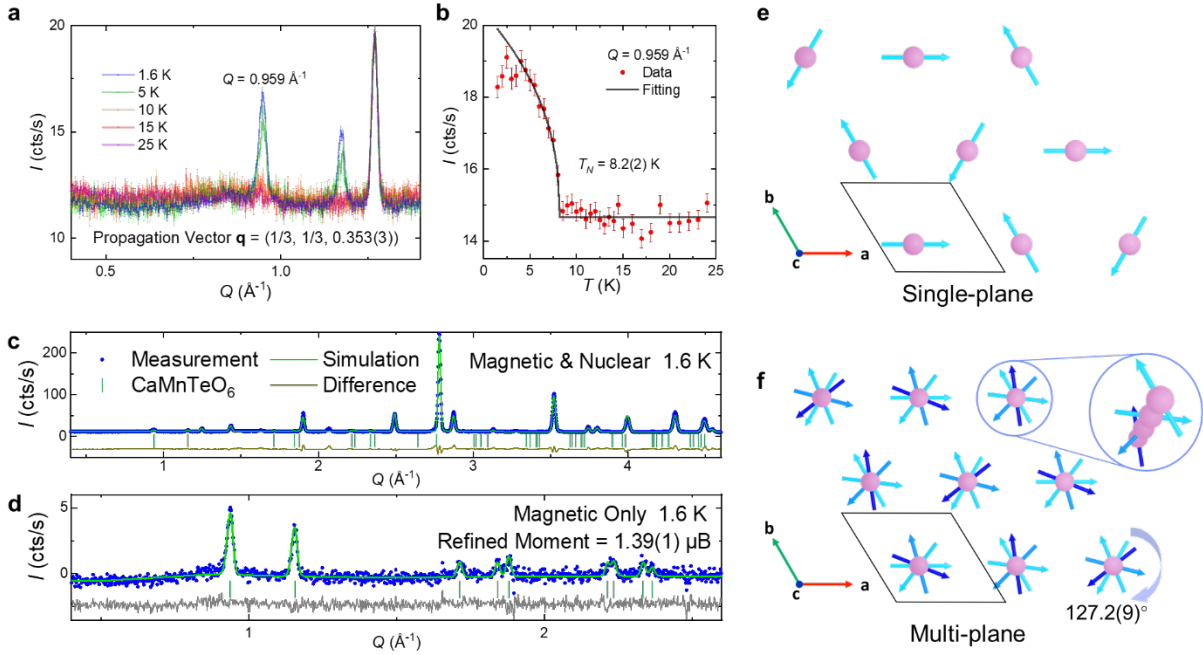 a
20
15
10
I (cts/s)
1.6 K
5 K
10 K
15 K
25 K
Q = 0.959 Å⁻¹
Propagation Vector q = (1/3, 1/3, 0.353(3))
0.5
1.0
Q (Å⁻¹)
b
20
19
18
17
16
15
14
I (cts/s)
Q = 0.959 Å⁻¹
Data
Fitting
T_N = 8.2(2) K
0 5 10 15 20 25
T (K)
c
200
100
0
I (cts/s)
Measurement
Simulation
CaMnTeO₆
Difference
Magnetic & Nuclear 1.6 K
1 2 3 4
Q (Å⁻¹)
d
5
0
I (cts/s)
Magnetic Only 1.6 K
Refined Moment = 1.39(1) μB
1 2
Q (Å⁻¹)
e
b
c
a
Single-plane
f
b
c
a
127.2(9)°
Multi-plane